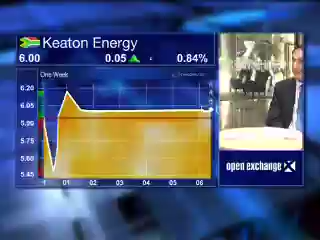 Keaton Energy
6.00 0.05 0.84%
One Week
6.20
6.05
5.90
5.75
5.60
5.45
1 01 02 03 04 05 06
open exchange